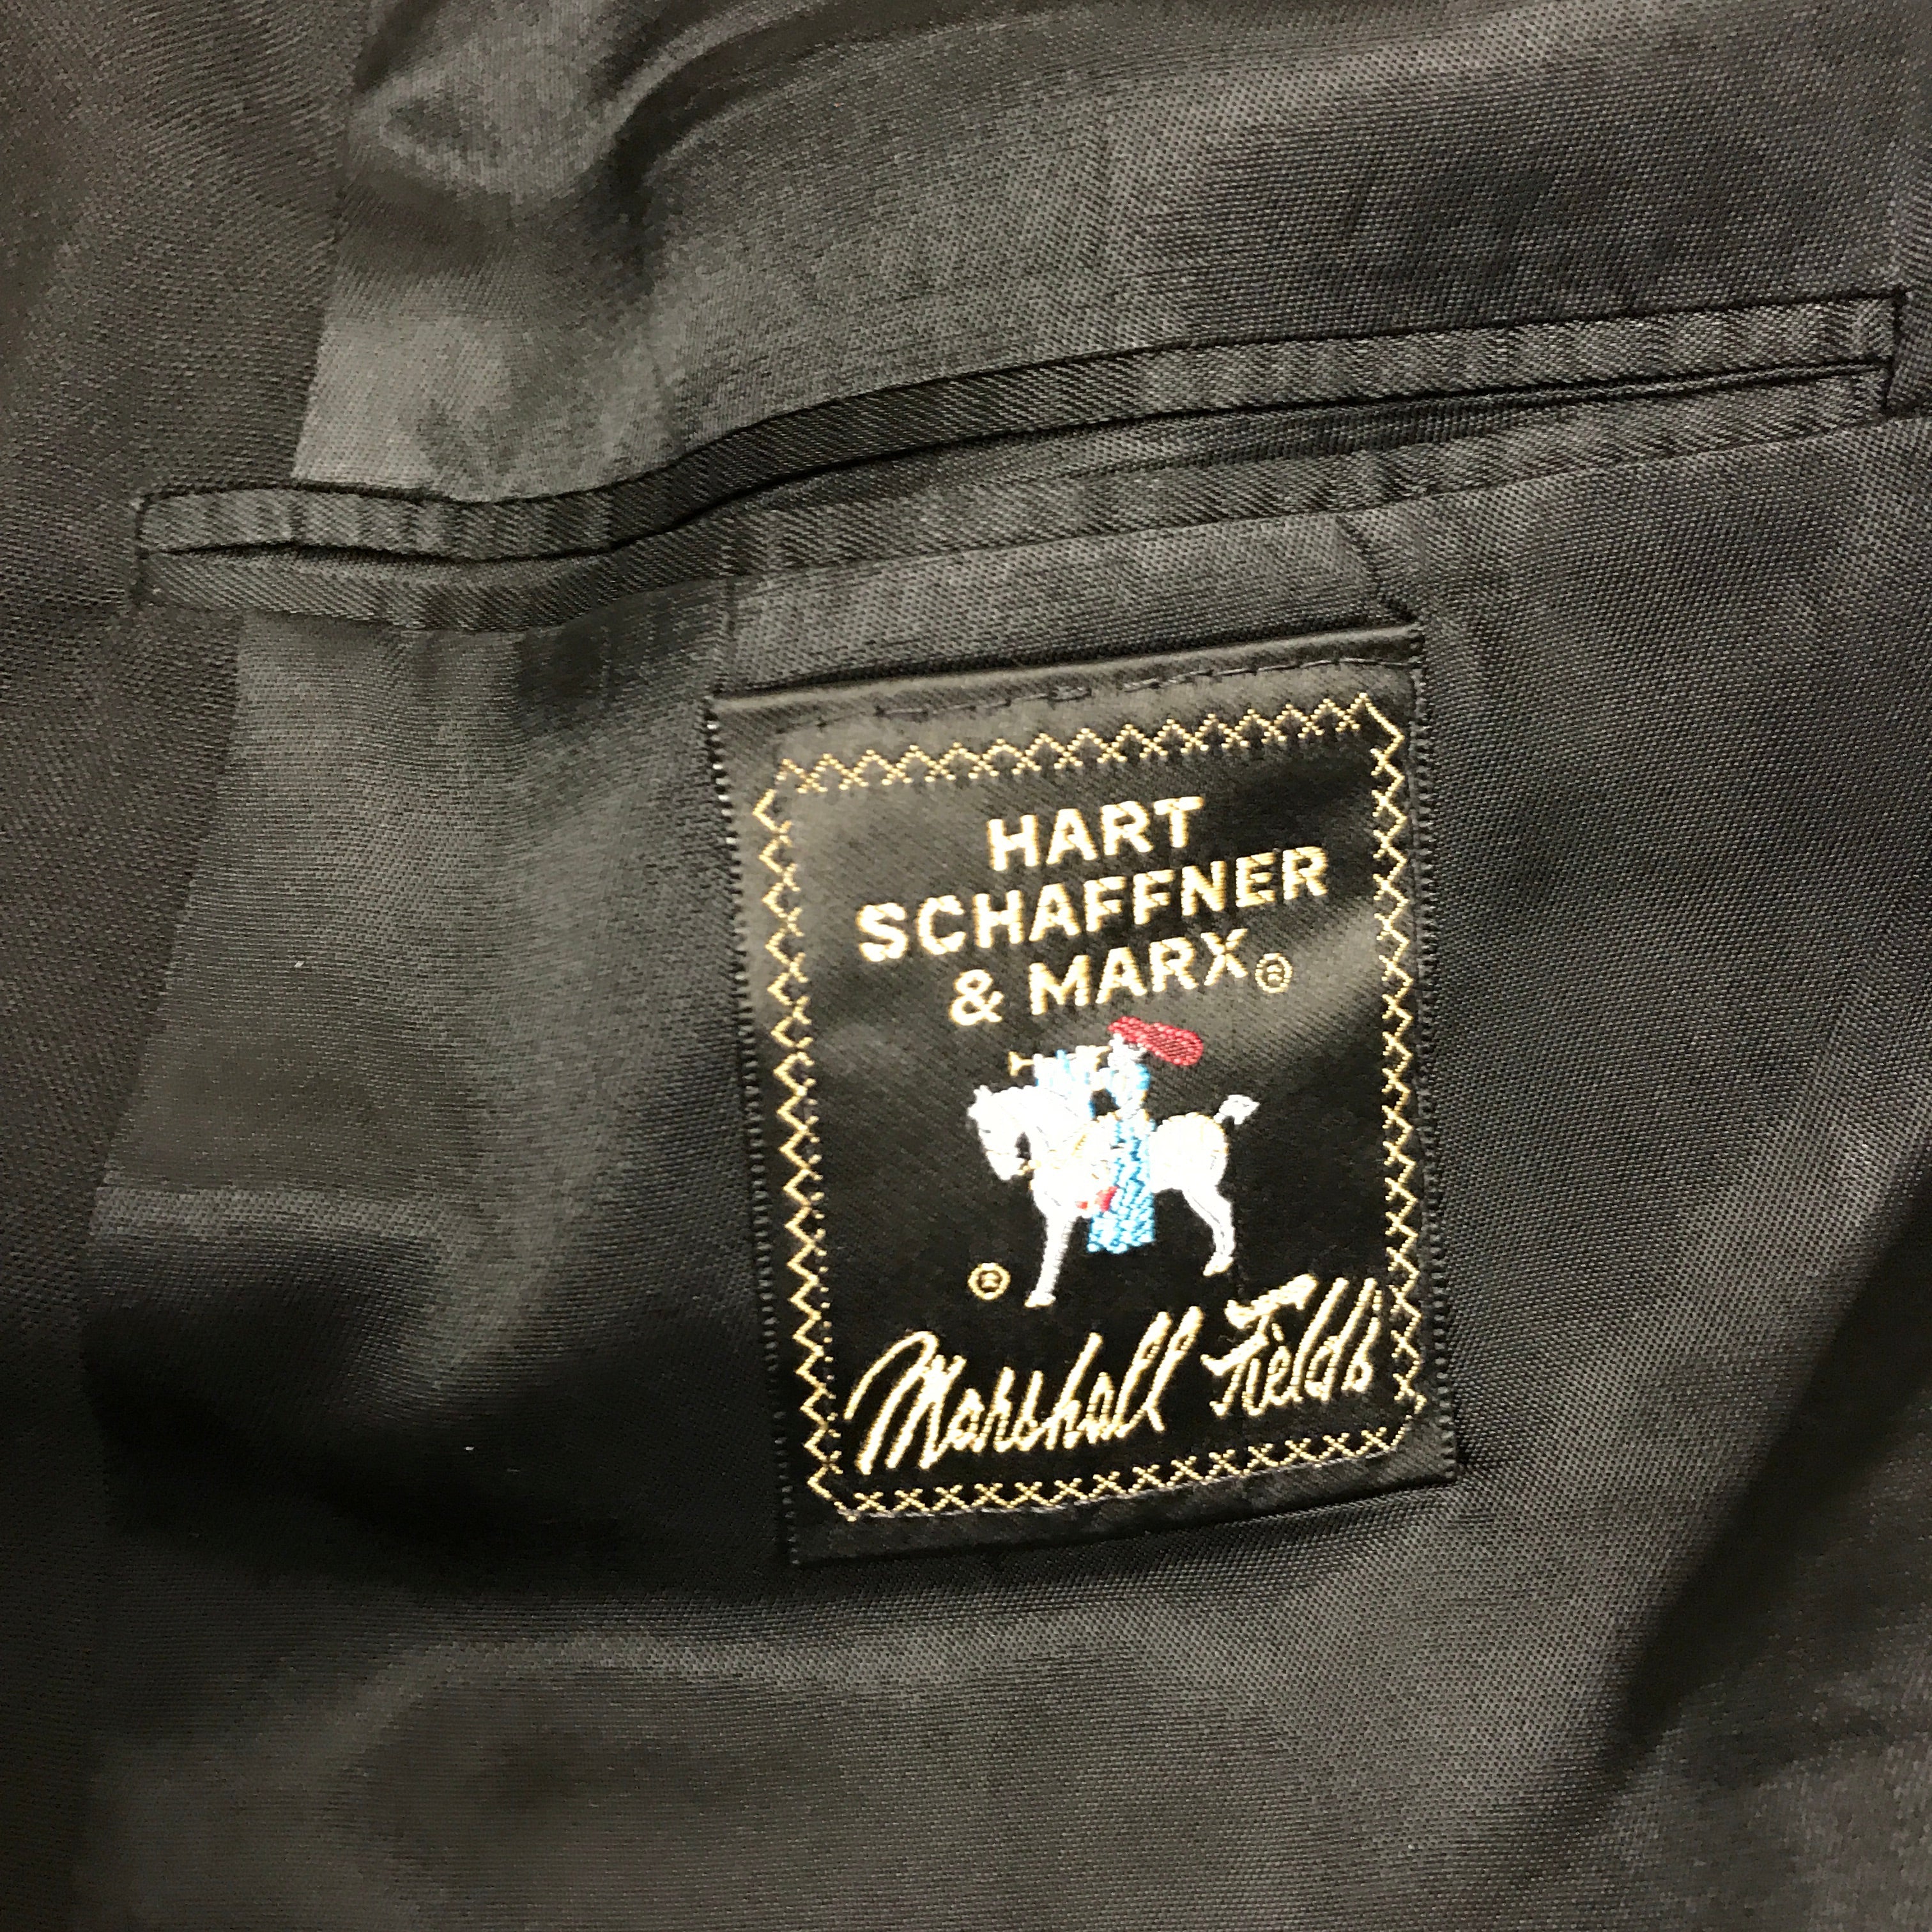 HART
SCHAFFNER
& MARX®
®
Marshall Field's